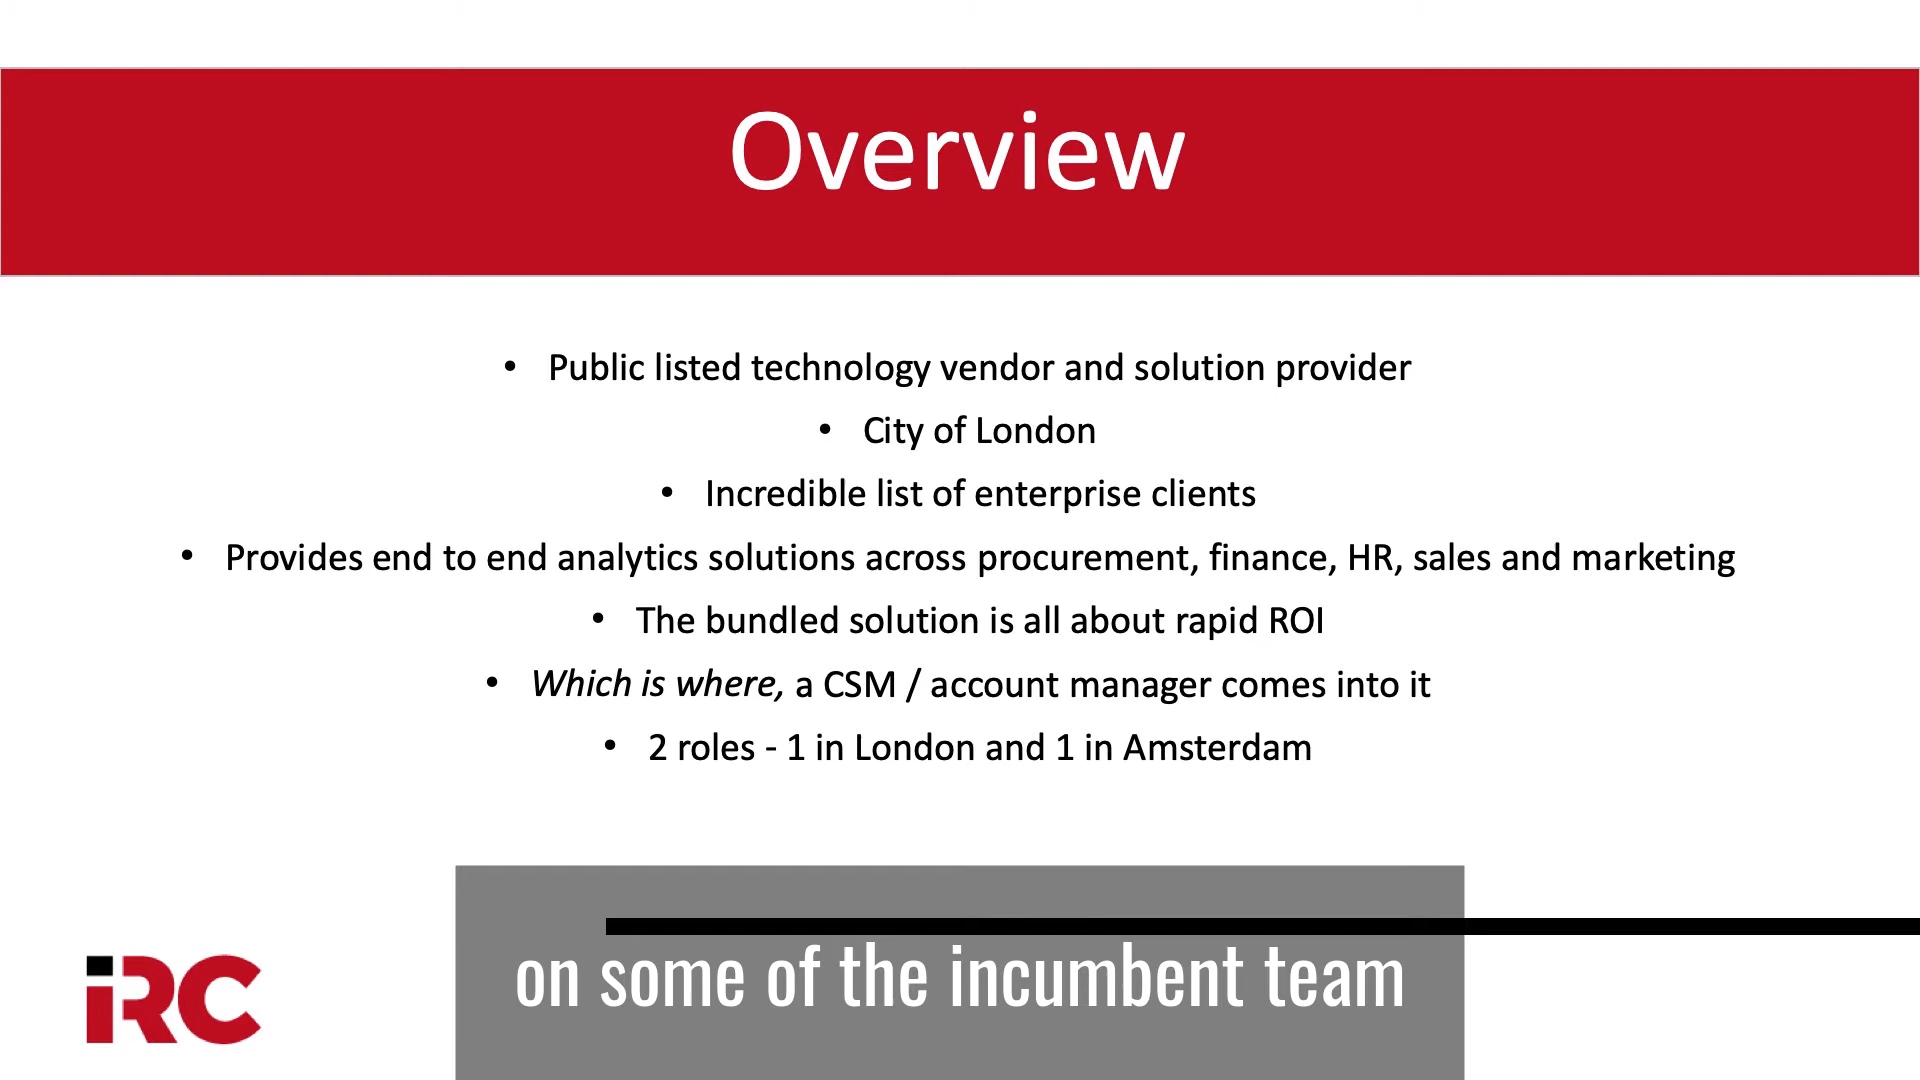 Overview
• Public listed technology vendor and solution provider
• City of London
• Incredible list of enterprise clients
• Provides end to end analytics solutions across procurement, finance, HR, sales and marketing
• The bundled solution is all about rapid ROI
• Which is where, a CSM / account manager comes into it
• 2 roles - 1 in London and 1 in Amsterdam
on some of the incumbent team
iRC